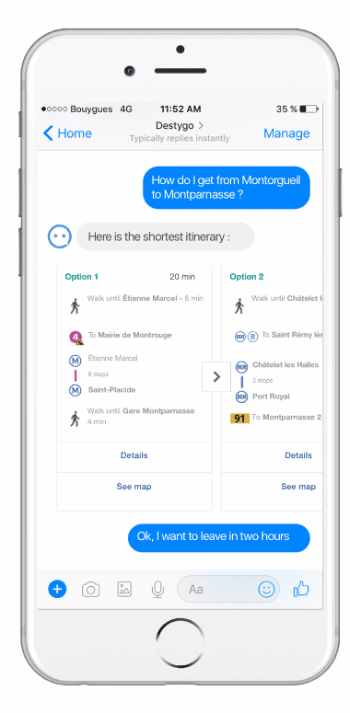 Bouygues 4G 11:52 AM 35 %
Home Destygo > Manage
Typically replies instantly
How do I get from Montorgueil
to Montparnasse ?
Here is the shortest itinerary :
Option 1 20 min
Walk until Étienne Marcel - 6 min
4 To Mairie de Montrouge
M Étienne Marcel
8 stops
M Saint-Placide
Walk until Gare Montparnasse
4 min
Details
See map
Option 2
Walk until Châtelet l
RER B To Saint Rémy lè
RER Châtelet les Halles
3 stops
RER Port Royal
91 To Montparnasse 2
Details
See map
Ok, I want to leave in two hours
Aa